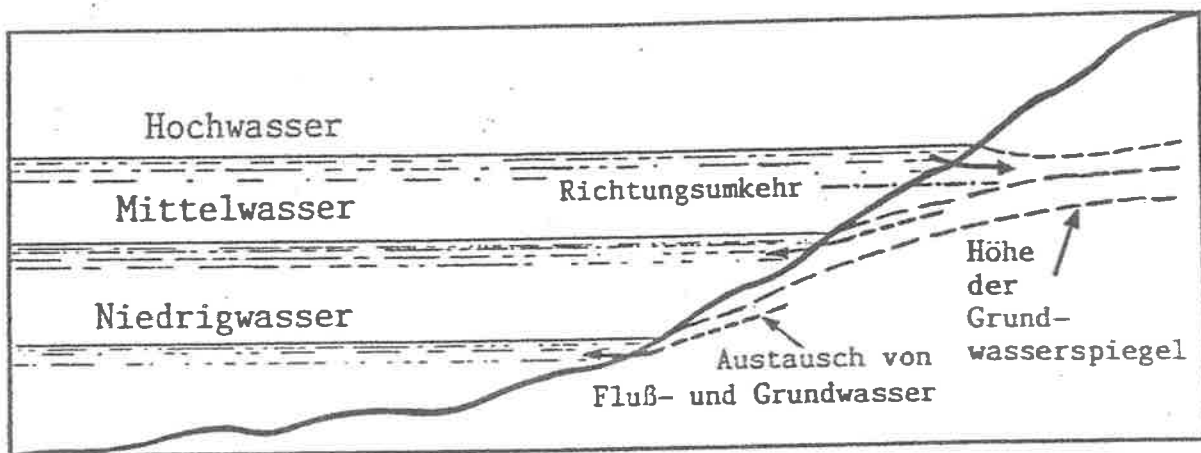 Hochwasser
Richtungsumkehr
Mittelwasser
Höhe
der
Grund-
wasserspiegel
Niedrigwasser
Austausch von
Fluß- und Grundwasser